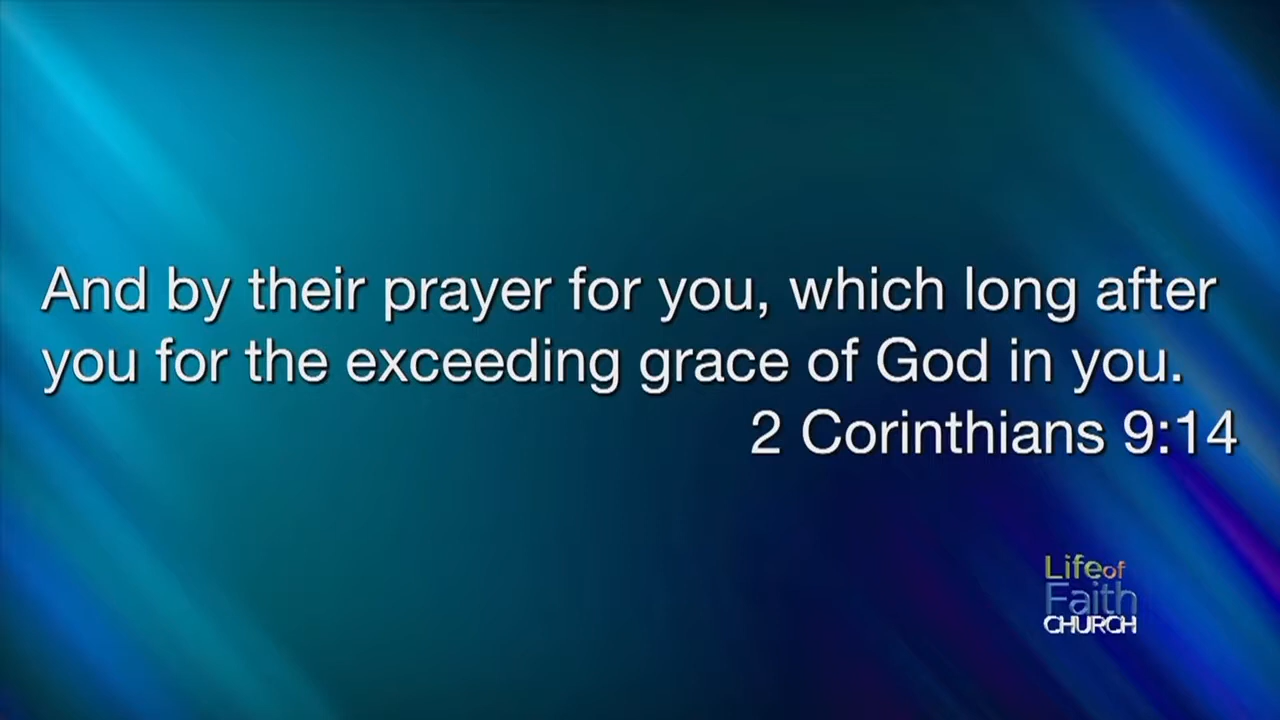 And by their prayer for you, which long after
you for the exceeding grace of God in you.
2 Corinthians 9:14
Life of
Faith
CHURCH